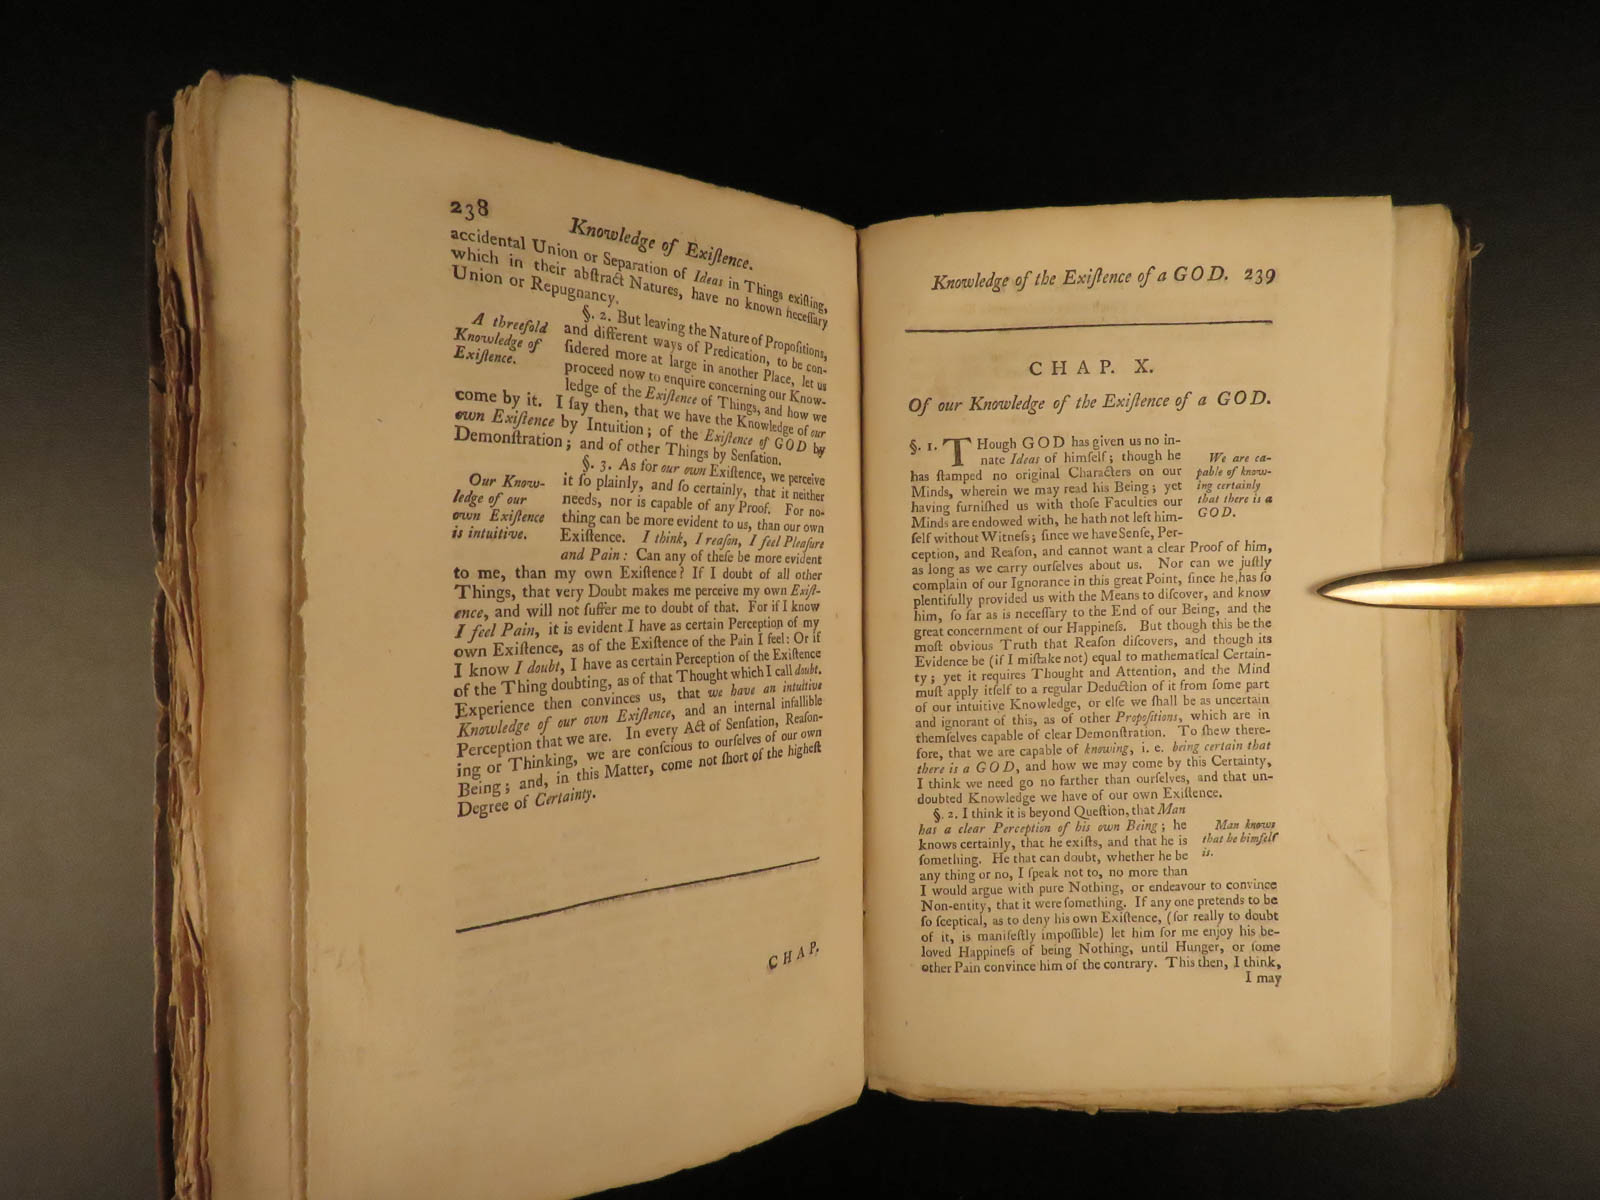 238
Knowledge of Exiſtence.
accidental Union or Separation of Ideas in Things exiſting,
which in their abſtract Natures, have no known neceſſary
Union or Repugnancy.
A threefold
Knowledge of
Exiſtence.
§. 2. But leaving the Nature of Propoſitions,
and different ways of Predication, to be con-
ſidered more at large in another Place, let us
proceed now to enquire concerning our Know-
ledge of the Exiſtence of Things, and how we
come by it. I ſay then, that we have the Knowledge of our
own Exiſtence by Intuition; of the Exiſtence of GOD by
Demonſtration; and of other Things by Senſation.
Our Know-
ledge of our
own Exiſtence
is intuitive.
§. 3. As for our own Exiſtence, we perceive
it ſo plainly, and ſo certainly, that it neither
needs, nor is capable of any Proof. For no-
thing can be more evident to us, than our own
Exiſtence. I think, I reaſon, I feel Pleaſure
and Pain: Can any of theſe be more evident
to me, than my own Exiſtence? If I doubt of all other
Things, that very Doubt makes me perceive my own Exiſt-
ence, and will not ſuffer me to doubt of that. For if I know
I feel Pain, it is evident I have as certain Perception of my
own Exiſtence, as of the Exiſtence of the Pain I feel: Or if
I know I doubt, I have as certain Perception of the Exiſtence
of the Thing doubting, as of that Thought which I call doubt.
Experience then convinces us, that we have an intuitive
Knowledge of our own Exiſtence, and an internal infallible
Perception that we are. In every Act of Senſation, Reaſon-
ing or Thinking, we are conſcious to ourſelves of our own
Being; and, in this Matter, come not ſhort of the higheſt
Degree of Certainty.
CHAP.
Knowledge of the Exiſtence of a GOD. 239
CHAP. X.
Of our Knowledge of the Exiſtence of a GOD.
§. 1. THough GOD has given us no in-
nate Ideas of himſelf; though he
has ſtamped no original Characters on our
Minds, wherein we may read his Being; yet
having furniſhed us with thoſe Faculties our
Minds are endowed with, he hath not left him-
ſelf without Witneſs; ſince we have Senſe, Per-
We are ca-
pable of know-
ing certainly
that there is a
GOD.
ception, and Reaſon, and cannot want a clear Proof of him,
as long as we carry ourſelves about us. Nor can we juſtly
complain of our Ignorance in this great Point, ſince he has ſo
plentifully provided us with the Means to diſcover, and know
him, ſo far as is neceſſary to the End of our Being, and the
great concernment of our Happineſs. But though this be the
moſt obvious Truth that Reaſon diſcovers, and though its
Evidence be (if I miſtake not) equal to mathematical Certain-
ty; yet it requires Thought and Attention, and the Mind
muſt apply itſelf to a regular Deduction of it from ſome part
of our intuitive Knowledge, or elſe we ſhall be as uncertain
and ignorant of this, as of other Propoſitions, which are in
themſelves capable of clear Demonſtration. To ſhew there-
fore, that we are capable of knowing, i. e. being certain that
there is a GOD, and how we may come by this Certainty,
I think we need go no farther than ourſelves, and that un-
doubted Knowledge we have of our own Exiſtence.
§. 2. I think it is beyond Queſtion, that Man
has a clear Perception of his own Being; he
knows certainly, that he exiſts, and that he is
ſomething. He that can doubt, whether he be
any thing or no, I ſpeak not to, no more than
Man knows
that he himſelf
is.
I would argue with pure Nothing, or endeavour to convince
Non-entity, that it were ſomething. If any one pretends to be
ſo ſceptical, as to deny his own Exiſtence, (for really to doubt
of it, is manifeſtly impoſſible) let him for me enjoy his be-
loved Happineſs of being Nothing, until Hunger, or ſome
other Pain convince him of the contrary. This then, I think,
I may